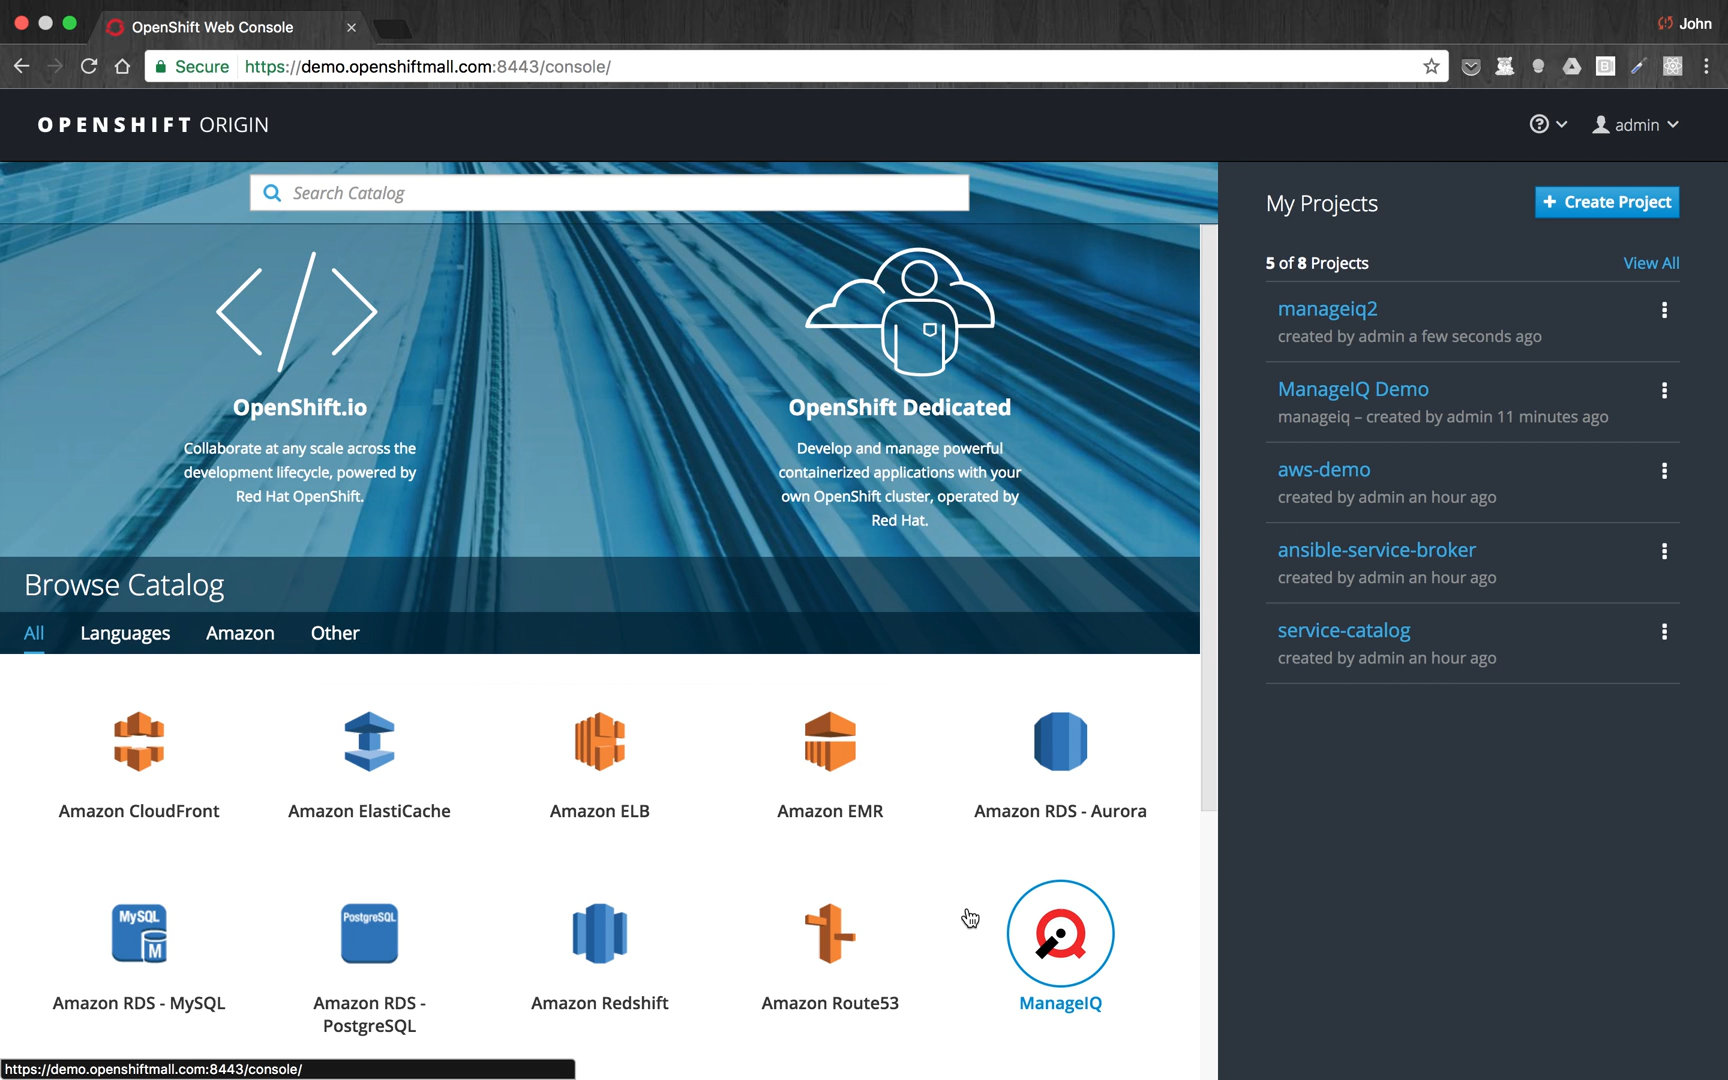 OpenShift Web Console
John
Secure https://demo.openshiftmall.com:8443/console/
OPENSHIFT ORIGIN
admin
Search Catalog
OpenShift.io
Collaborate at any scale across the
development lifecycle, powered by
Red Hat OpenShift.
OpenShift Dedicated
Develop and manage powerful
containerized applications with your
own OpenShift cluster, operated by
Red Hat.
Browse Catalog
All Languages Amazon Other
Amazon CloudFront
Amazon ElastiCache
Amazon ELB
Amazon EMR
Amazon RDS - Aurora
MySQL
M
Amazon RDS - MySQL
PostgreSQL
Amazon RDS -
PostgreSQL
Amazon Redshift
Amazon Route53
ManageIQ
My Projects
+ Create Project
5 of 8 Projects
View All
manageiq2
created by admin a few seconds ago
ManageIQ Demo
manageiq – created by admin 11 minutes ago
aws-demo
created by admin an hour ago
ansible-service-broker
created by admin an hour ago
service-catalog
created by admin an hour ago
https://demo.openshiftmall.com:8443/console/